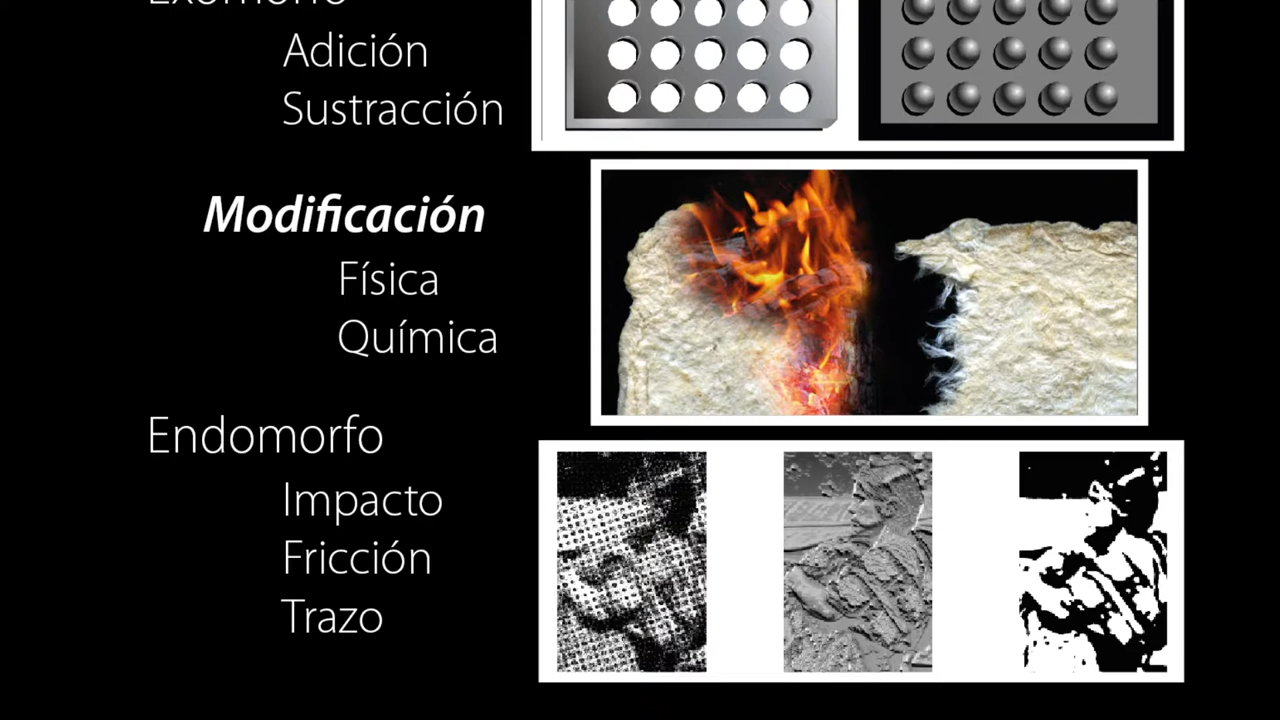 Adición
Sustracción
Modificación
Física
Química
Endomorfo
Impacto
Fricción
Trazo